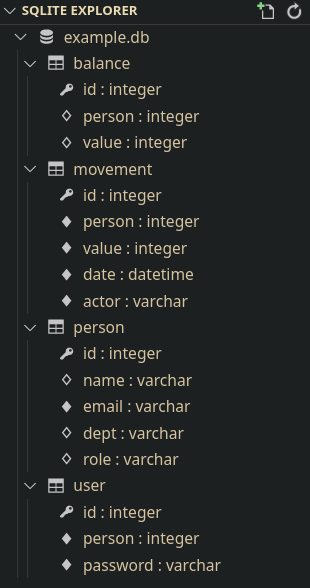 SQLITE EXPLORER
example.db
balance
id : integer
person : integer
value : integer
movement
id : integer
person : integer
value : integer
date : datetime
actor : varchar
person
id : integer
name : varchar
email : varchar
dept : varchar
role : varchar
user
id : integer
person : integer
password : varchar